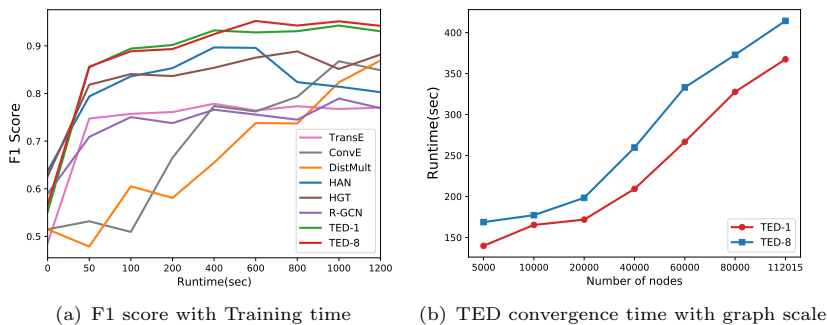 F1 Score
0.9
0.8
0.7
0.6
0.5
TransE
ConvE
DistMult
HAN
HGT
R-GCN
TED-1
TED-8
0 50 100 200 400 600 800 1000 1200
Runtime(sec)
(a) F1 score with Training time
Runtime(sec)
400
350
300
250
200
150
TED-1
TED-8
5000 10000 20000 40000 60000 80000 112015
Number of nodes
(b) TED convergence time with graph scale